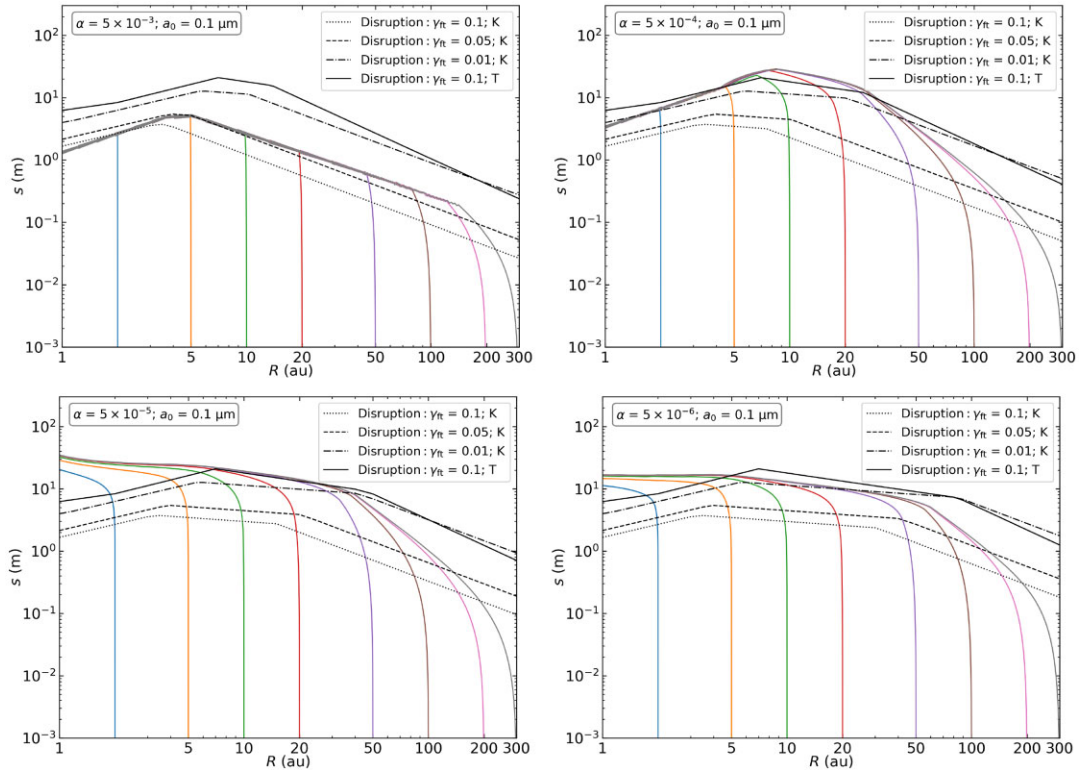 α = 5 × 10⁻³; a₀ = 0.1 μm
Disruption: γft = 0.1; K
Disruption: γft = 0.05; K
Disruption: γft = 0.01; K
Disruption: γft = 0.1; T
10²
10¹
10⁰
10⁻¹
10⁻²
10⁻³
s (m)
1 5 10 20 50 100 200 300
R (au)
α = 5 × 10⁻⁴; a₀ = 0.1 μm
Disruption: γft = 0.1; K
Disruption: γft = 0.05; K
Disruption: γft = 0.01; K
Disruption: γft = 0.1; T
10²
10¹
10⁰
10⁻¹
10⁻²
10⁻³
s (m)
1 5 10 20 50 100 200 300
R (au)
α = 5 × 10⁻⁵; a₀ = 0.1 μm
Disruption: γft = 0.1; K
Disruption: γft = 0.05; K
Disruption: γft = 0.01; K
Disruption: γft = 0.1; T
10²
10¹
10⁰
10⁻¹
10⁻²
10⁻³
s (m)
1 5 10 20 50 100 200 300
R (au)
α = 5 × 10⁻⁶; a₀ = 0.1 μm
Disruption: γft = 0.1; K
Disruption: γft = 0.05; K
Disruption: γft = 0.01; K
Disruption: γft = 0.1; T
10²
10¹
10⁰
10⁻¹
10⁻²
10⁻³
s (m)
1 5 10 20 50 100 200 300
R (au)